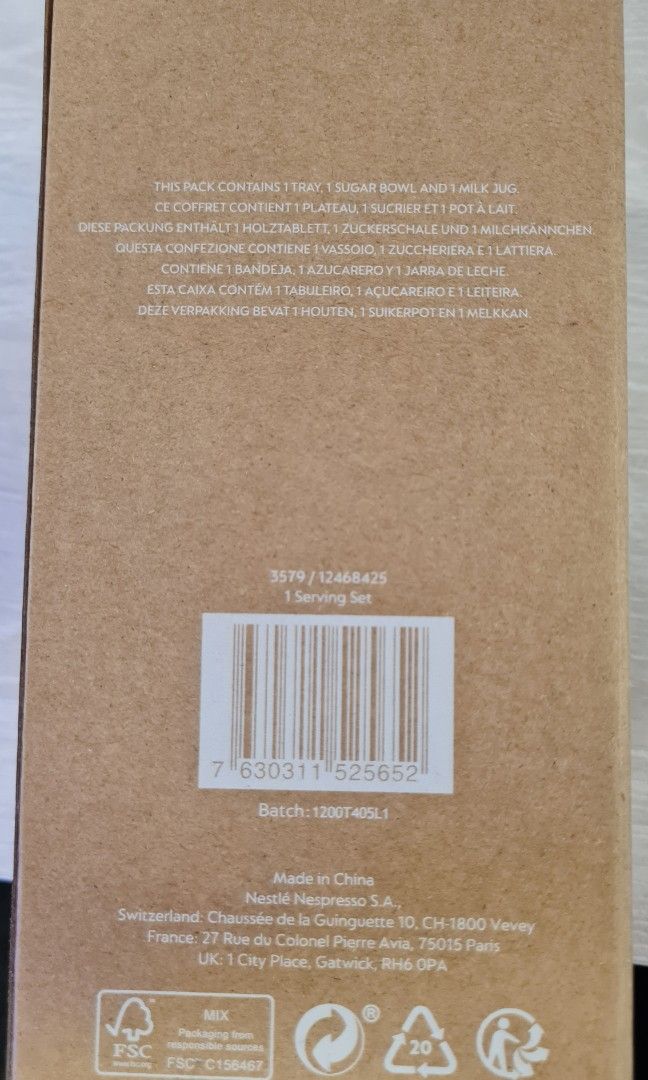 THIS PACK CONTAINS 1 TRAY, 1 SUGAR BOWL AND 1 MILK JUG.
CE COFFRET CONTIENT 1 PLATEAU, 1 SUCRIER ET 1 POT À LAIT.
DIESE PACKUNG ENTHÄLT 1 HOLZTABLETT, 1 ZUCKERSCHALE UND 1 MILCHKÄNNCHEN.
QUESTA CONFEZIONE CONTIENE 1 VASSOIO, 1 ZUCCHERIERA E 1 LATTIERA.
CONTIENE 1 BANDEJA, 1 AZUCARERO Y 1 JARRA DE LECHE.
ESTA CAIXA CONTÉM 1 TABULEIRO, 1 AÇUCAREIRO E 1 LEITEIRA.
DEZE VERPAKKING BEVAT 1 HOUTEN, 1 SUIKERPOT EN 1 MELKKAN.
3579 / 12468425
1 Serving Set
7 630311 525652
Batch: 1200T405L1
Made in China
Nestlé Nespresso S.A.,
Switzerland: Chaussée de la Guinguette 10, CH-1800 Vevey
France: 27 Rue du Colonel Pierre Avia, 75015 Paris
UK: 1 City Place, Gatwick, RH6 0PA
MIX
Packaging from
responsible sources
FSC™ C156467
FSC
www.fsc.org
®
20